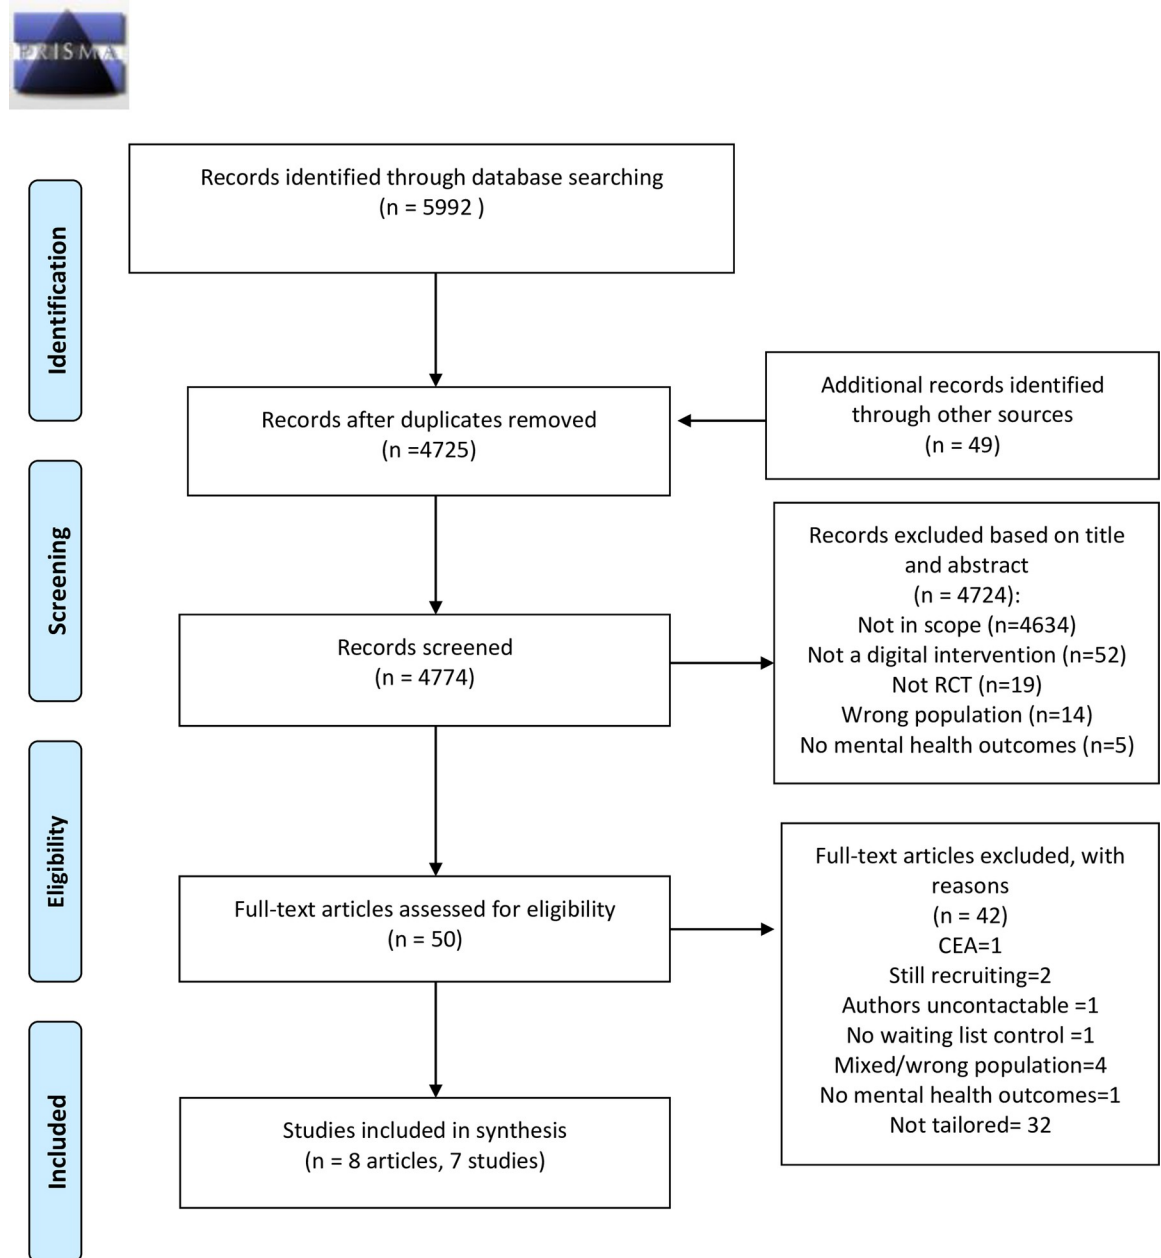 PRISMA
Identification
Records identified through database searching
(n = 5992 )
Additional records identified
through other sources
(n = 49)
Records after duplicates removed
(n =4725)
Screening
Records screened
(n = 4774)
Records excluded based on title
and abstract
(n = 4724):
Not in scope (n=4634)
Not a digital intervention (n=52)
Not RCT (n=19)
Wrong population (n=14)
No mental health outcomes (n=5)
Eligibility
Full-text articles assessed for eligibility
(n = 50)
Full-text articles excluded, with
reasons
(n = 42)
CEA=1
Still recruiting=2
Authors uncontactable =1
No waiting list control =1
Mixed/wrong population=4
No mental health outcomes=1
Not tailored= 32
Included
Studies included in synthesis
(n = 8 articles, 7 studies)